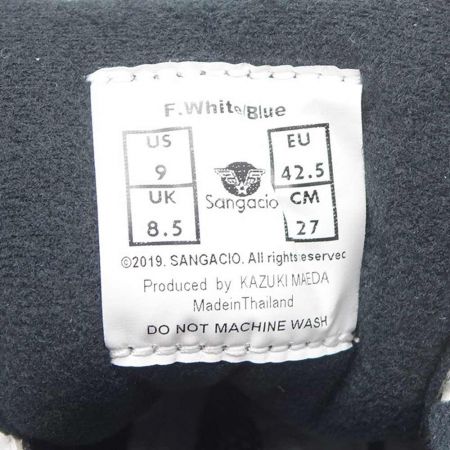 F.White/Blue
US EU
9 42.5
UK Sangacio CM
8.5 27
©2019. SANGACIO. All rights eservec
Produced by KAZUKI MAEDA
MadeinThailand
DO NOT MACHINE WASH